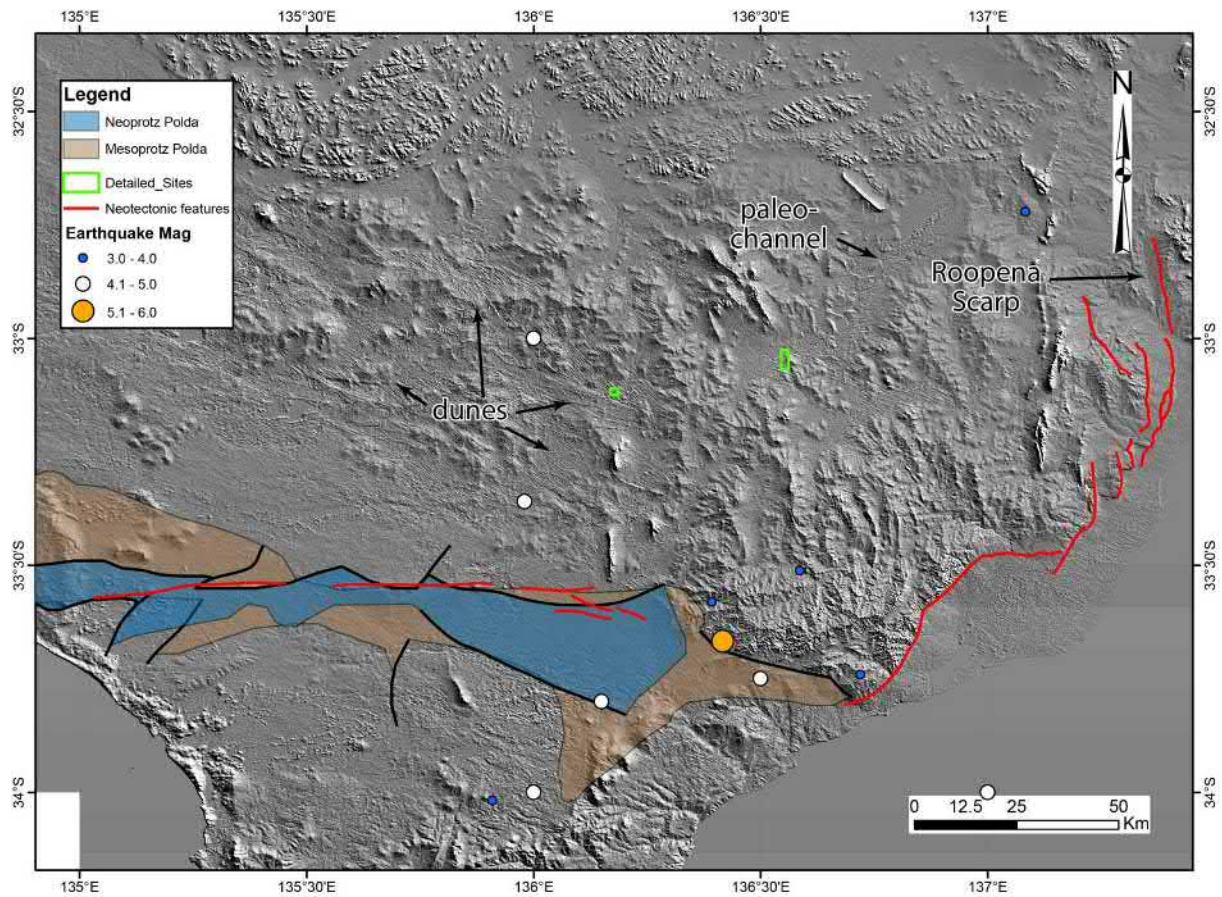 135°E 135°30'E 136°E 136°30'E 137°E
32°30'S
32°30'S
33°S
33°S
33°30'S
33°30'S
34°S
34°S
Legend
Neoprotz Polda
Mesoprotz Polda
Detailed_Sites
Neotectonic features
Earthquake Mag
3.0 - 4.0
4.1 - 5.0
5.1 - 6.0
N
paleo-
channel
Roopena
Scarp
dunes
0 12.5 25 50
Km
135°E 135°30'E 136°E 136°30'E 137°E